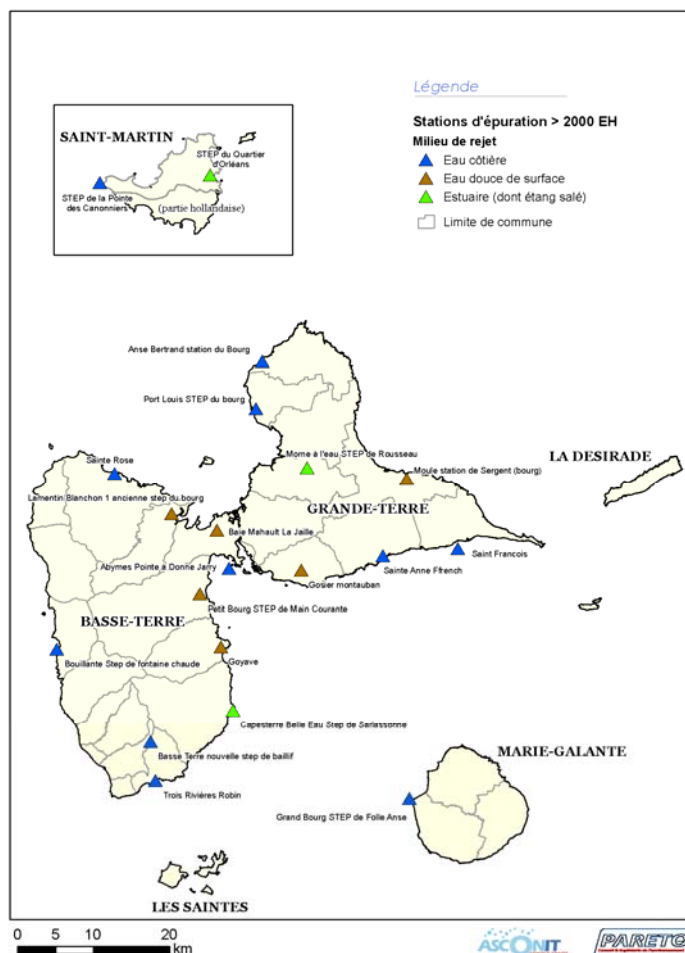 Légende
Stations d'épuration > 2000 EH
Milieu de rejet
Eau côtière
Eau douce de surface
Estuaire (dont étang salé)
Limite de commune
SAINT-MARTIN
STEP du Quartier
d'Orléans
STEP de la Pointe
des Canonniers
(partie hollandaise)
Anse Bertrand station du Bourg
Port Louis STEP du bourg
Morne à l'eau STEP de Rousseau
Sainte Rose
Moule station de Sergent (bourg)
LA DESIRADE
Lamentin Blanchon 1 ancienne step du bourg
GRANDE-TERRE
Baie Mahault La Jaille
Saint Francois
Abymes Pointe à Donne Jarry
Sainte Anne Ffrench
Gosier montauban
Petit Bourg STEP de Main Courante
BASSE-TERRE
Bouillante Step de fontaine chaude
Goyave
Capesterre Belle Eau Step de Sarlassonne
Basse Terre nouvelle step de baillif
MARIE-GALANTE
Trois Rivières Robin
Grand Bourg STEP de Folle Anse
LES SAINTES
0 5 10 20
km
ASCONIT
PARETO